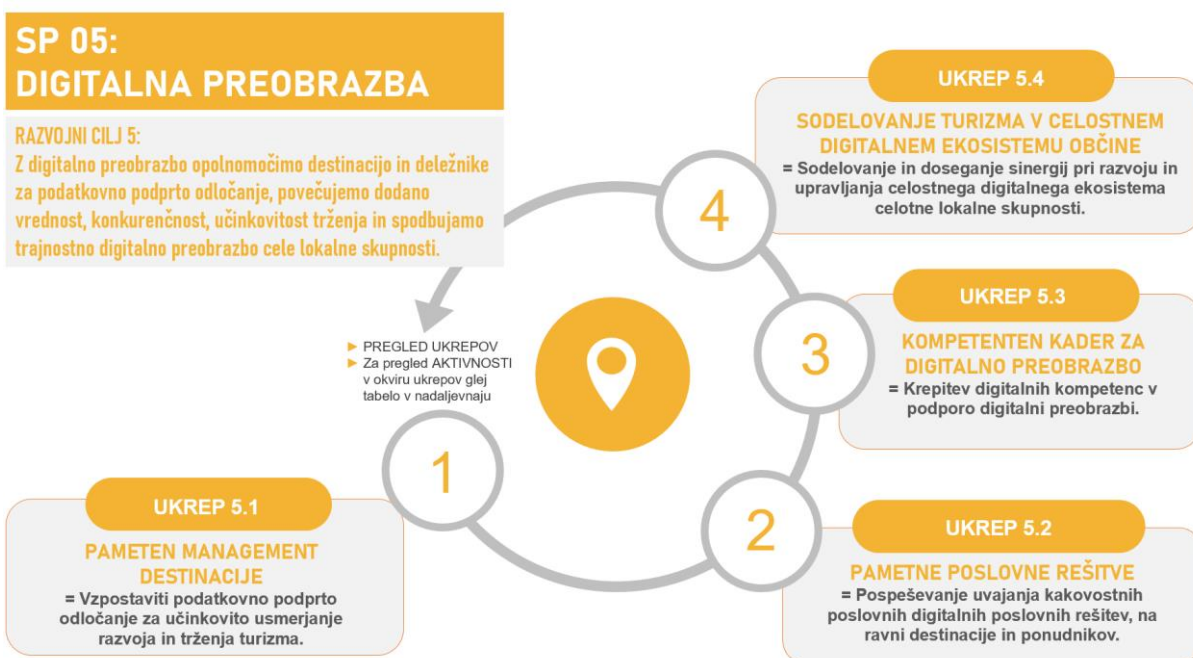 SP 05:
DIGITALNA PREOBRAZBA
RAZVOJNI CILJ 5:
Z digitalno preobrazbo opolnomočimo destinacijo in deležnike
za podatkovno podprto odločanje, povečujemo dodano
vrednost, konkurenčnost, učinkovitost trženja in spodbujamo
trajnostno digitalno preobrazbo cele lokalne skupnosti.
PREGLED UKREPOV
Za pregled AKTIVNOSTI
v okviru ukrepov glej
tabelo v nadaljevnaju
1
UKREP 5.1
PAMETEN MANAGEMENT
DESTINACIJE
= Vzpostaviti podatkovno podprto
odločanje za učinkovito usmerjanje
razvoja in trženja turizma.
2
UKREP 5.2
PAMETNE POSLOVNE REŠITVE
= Pospeševanje uvajanja kakovostnih
poslovnih digitalnih poslovnih rešitev, na
ravni destinacije in ponudnikov.
3
UKREP 5.3
KOMPETENTEN KADER ZA
DIGITALNO PREOBRAZBO
= Krepitev digitalnih kompetenc v
podporo digitalni preobrazbi.
4
UKREP 5.4
SODELOVANJE TURIZMA V CELOSTNEM
DIGITALNEM EKOSISTEMU OBČINE
= Sodelovanje in doseganje sinergij pri razvoju in
upravljanja celostnega digitalnega ekosistema
celotne lokalne skupnosti.